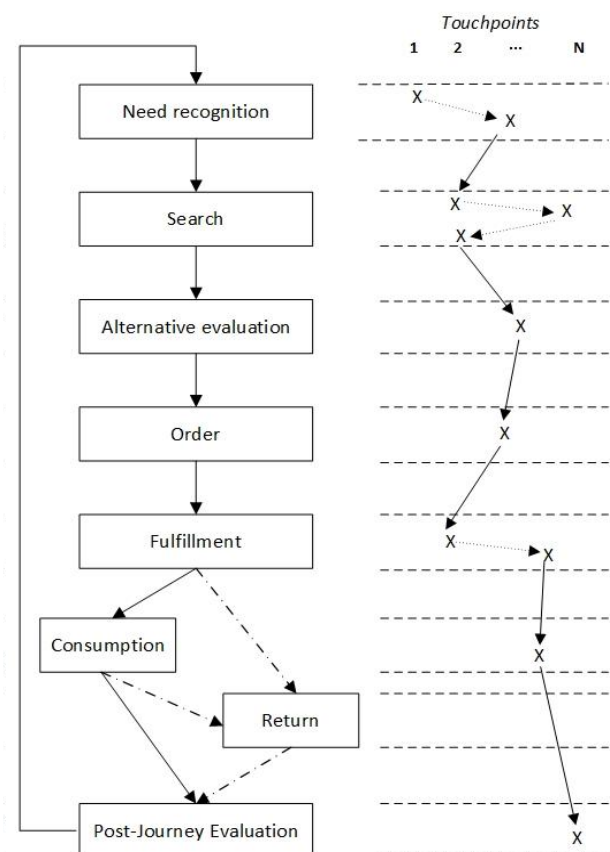 Touchpoints
1 2 ... N
Need recognition
X
X
Search
X
X
X
Alternative evaluation
X
Order
X
Fulfillment
X
X
Consumption
X
Return
Post-Journey Evaluation
X